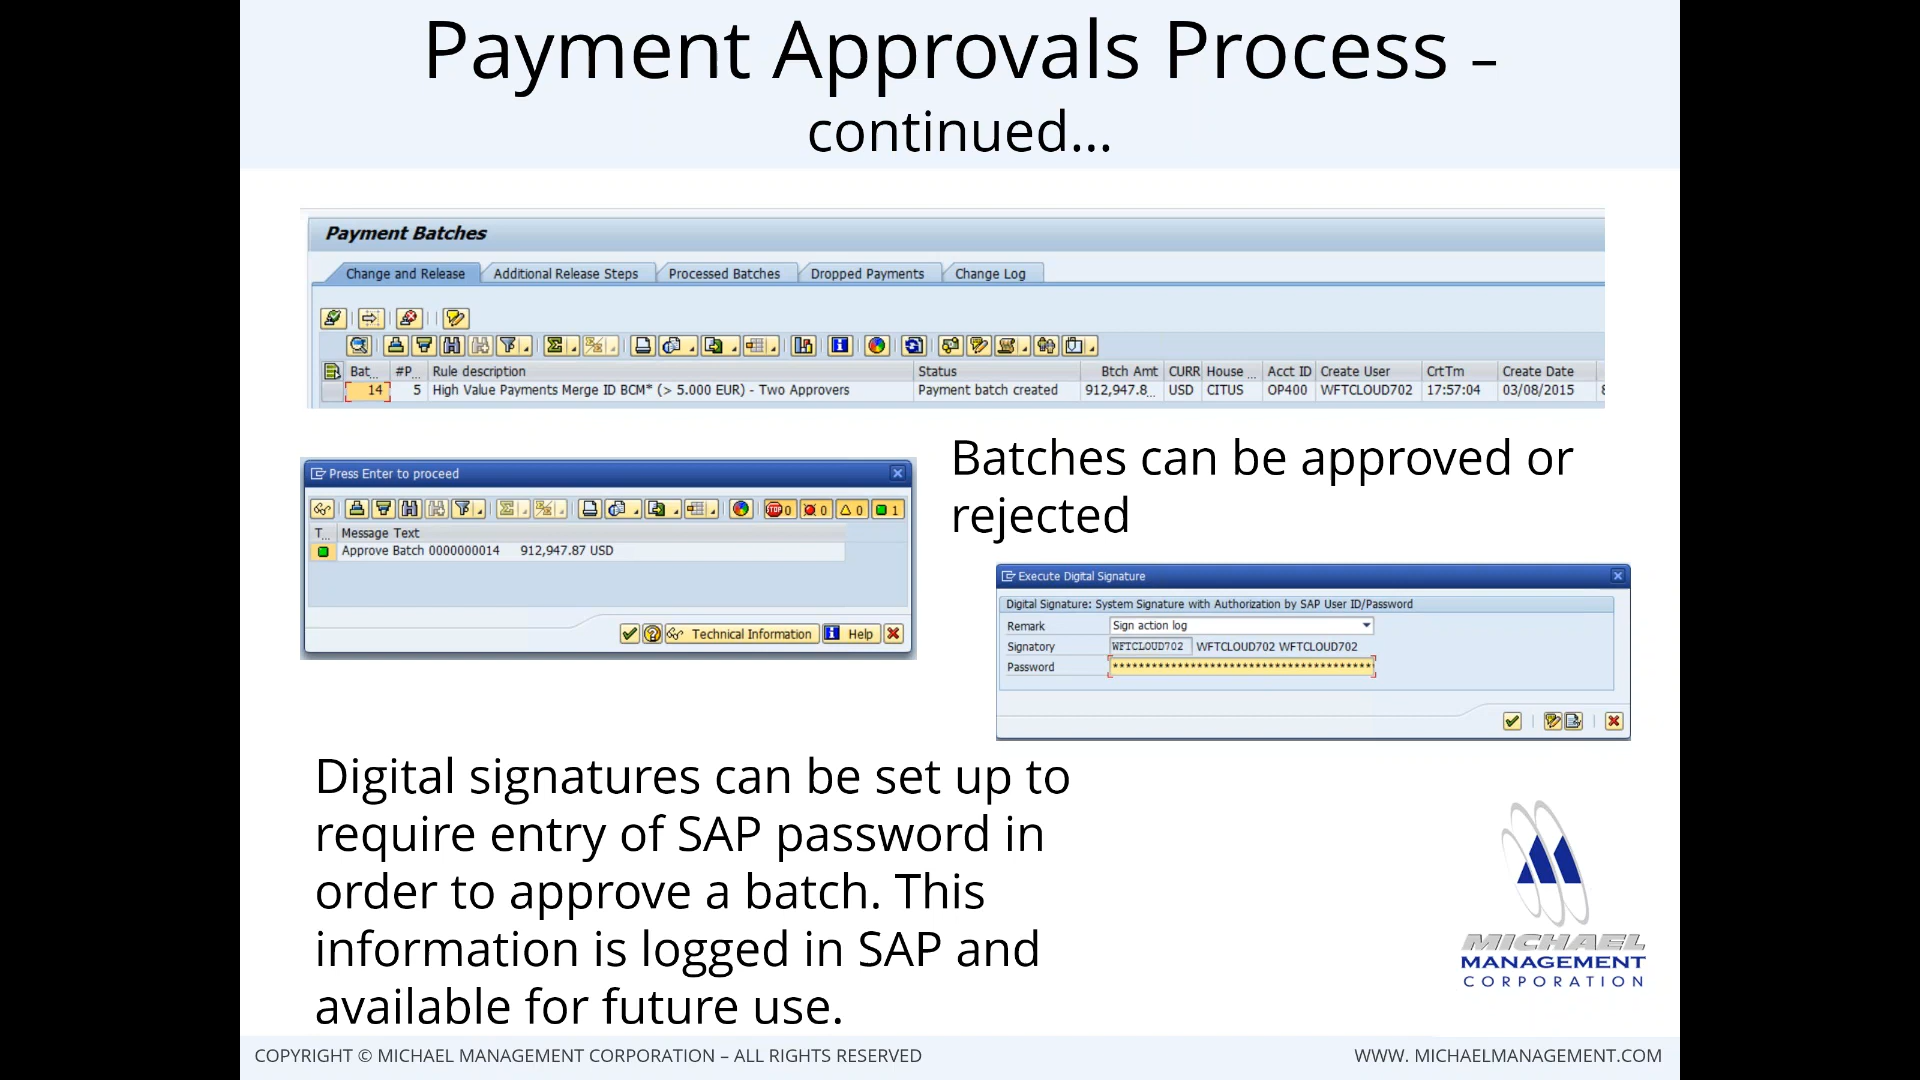 Payment Approvals Process –
continued...
Payment Batches
Change and Release Additional Release Steps Processed Batches Dropped Payments Change Log
Bat... #P... Rule description Status Btch Amt CURR House ... Acct ID Create User CrtTm Create Date
14 5 High Value Payments Merge ID BCM* (> 5.000 EUR) - Two Approvers Payment batch created 912,947.8... USD CITUS OP400 WFTCLOUD702 17:57:04 03/08/2015
Press Enter to proceed
STOP 0 0 0 1
T... Message Text
Approve Batch 0000000014 912,947.87 USD
Technical Information Help
Batches can be approved or
rejected
Execute Digital Signature
Digital Signature: System Signature with Authorization by SAP User ID/Password
Remark Sign action log
Signatory WFTCLOUD702 WFTCLOUD702 WFTCLOUD702
Password ****************************************
Digital signatures can be set up to
require entry of SAP password in
order to approve a batch. This
information is logged in SAP and
available for future use.
MICHAEL
MANAGEMENT
CORPORATION
COPYRIGHT © MICHAEL MANAGEMENT CORPORATION – ALL RIGHTS RESERVED
WWW. MICHAELMANAGEMENT.COM